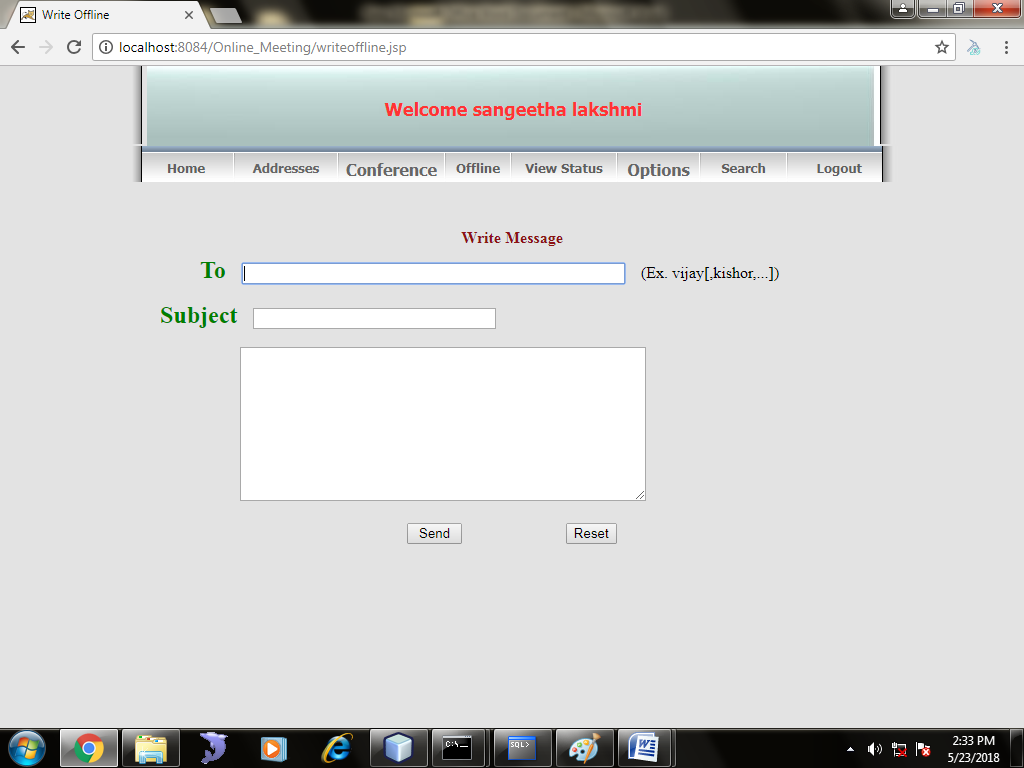 Write Offline
localhost:8084/Online_Meeting/writeoffline.jsp
Welcome sangeetha lakshmi
Home Addresses Conference Offline View Status Options Search Logout
Write Message
To (Ex. vijay[,kishor,...])
Subject
Send Reset
C:\_
SQL>
W
2:33 PM
5/23/2018